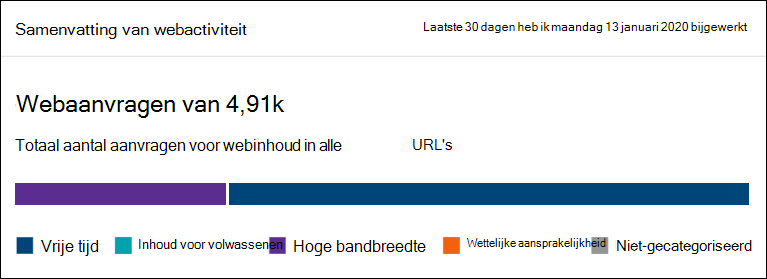 Samenvatting van webactiviteit
Laatste 30 dagen heb ik maandag 13 januari 2020 bijgewerkt
Webaanvragen van 4,91k
Totaal aantal aanvragen voor webinhoud in alle URL's
Vrije tijd Inhoud voor volwassenen Hoge bandbreedte Wettelijke aansprakelijkheid Niet-gecategoriseerd